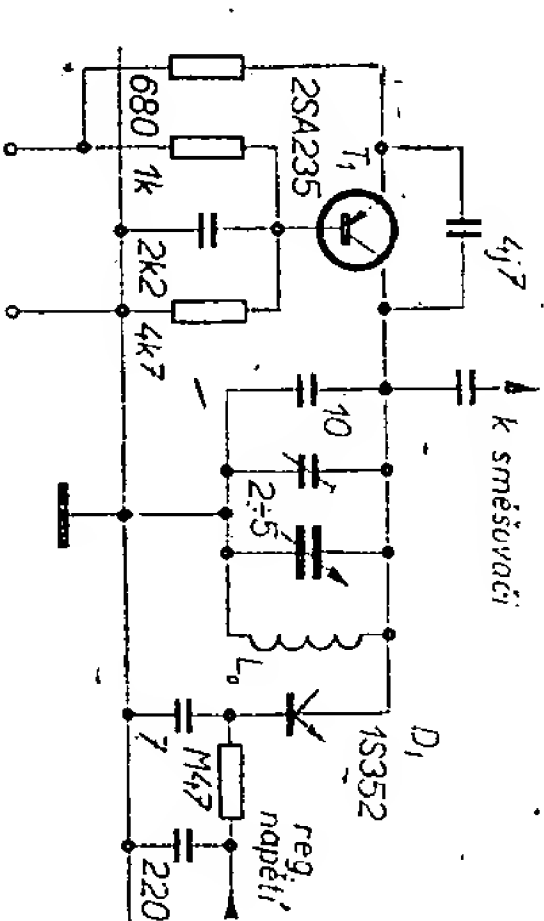 4j7
k směšovači
T₁
2SA235
680
1k
2k2
4k7
10
2÷5
L₀
D₁
1S352
7
M47
reg.
napětí
220